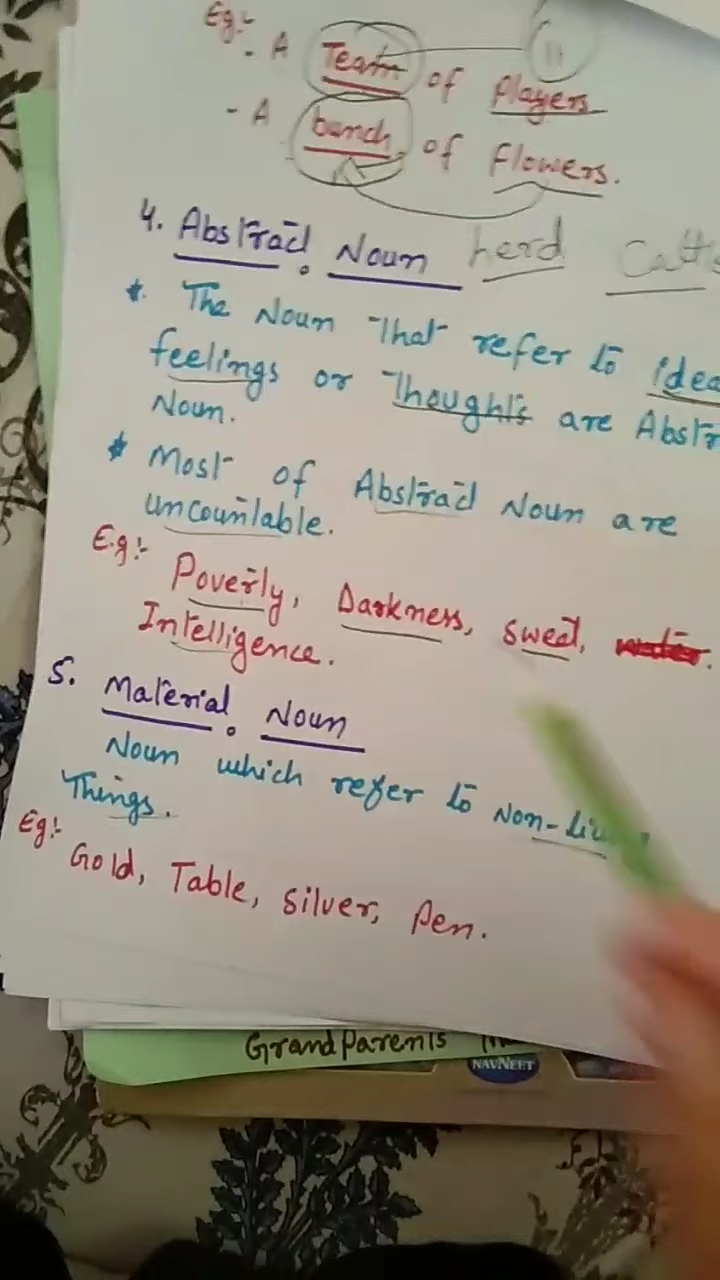 Eg:-
- A Team of players 11
- A bunch of flowers.
4. Abstract Noun herd
* The Noun That refer to idea
feelings or Thoughts are Abstr
Noun.
* Most of Abstract Noun are
uncountable.
E.g:- Poverty, Darkness, sweet,
Intelligence.
5. Material Noun
Noun which refer to Non-
Things.
Eg:-
Gold, Table, silver, Pen.
GrandParents
NAVNEET